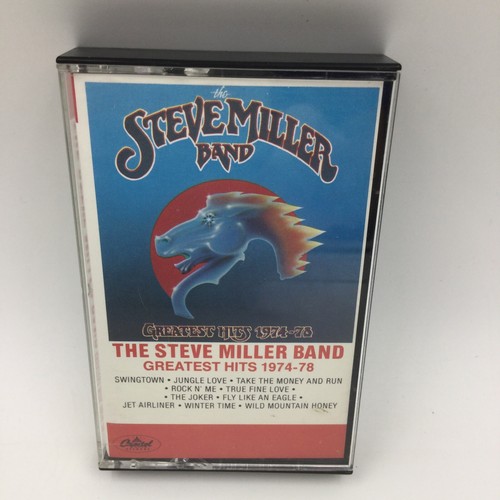 the
STEVE MILLER
BAND
GREATEST HITS 1974-78
THE STEVE MILLER BAND
GREATEST HITS 1974-78
SWINGTOWN • JUNGLE LOVE • TAKE THE MONEY AND RUN
• ROCK N' ME • TRUE FINE LOVE •
• THE JOKER • FLY LIKE AN EAGLE •
JET AIRLINER • WINTER TIME • WILD MOUNTAIN HONEY
Capitol